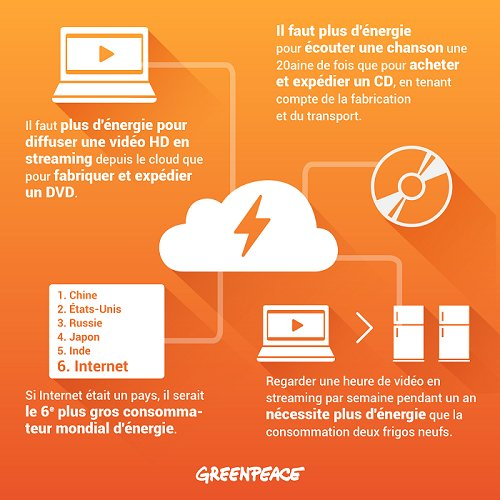 Il faut plus d'énergie
pour écouter une chanson une
20aine de fois que pour acheter
et expédier un CD, en tenant
compte de la fabrication
et du transport.
Il faut plus d'énergie pour
diffuser une vidéo HD en
streaming depuis le cloud que
pour fabriquer et expédier
un DVD.
1. Chine
2. États-Unis
3. Russie
4. Japon
5. Inde
6. Internet
Si Internet était un pays, il serait
le 6e plus gros consomma-
teur mondial d'énergie.
Regarder une heure de vidéo en
streaming par semaine pendant un an
nécessite plus d'énergie que la
consommation deux frigos neufs.
GREENPEACE